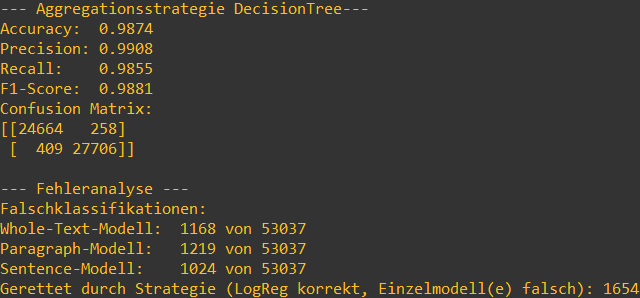 --- Aggregationsstrategie DecisionTree---
Accuracy:  0.9874
Precision: 0.9908
Recall:    0.9855
F1-Score:  0.9881
Confusion Matrix:
[[24664   258]
 [  409 27706]]

--- Fehleranalyse ---
Falschklassifikationen:
Whole-Text-Modell:  1168 von 53037
Paragraph-Modell:   1219 von 53037
Sentence-Modell:    1024 von 53037
Gerettet durch Strategie (LogReg korrekt, Einzelmodell(e) falsch): 1654